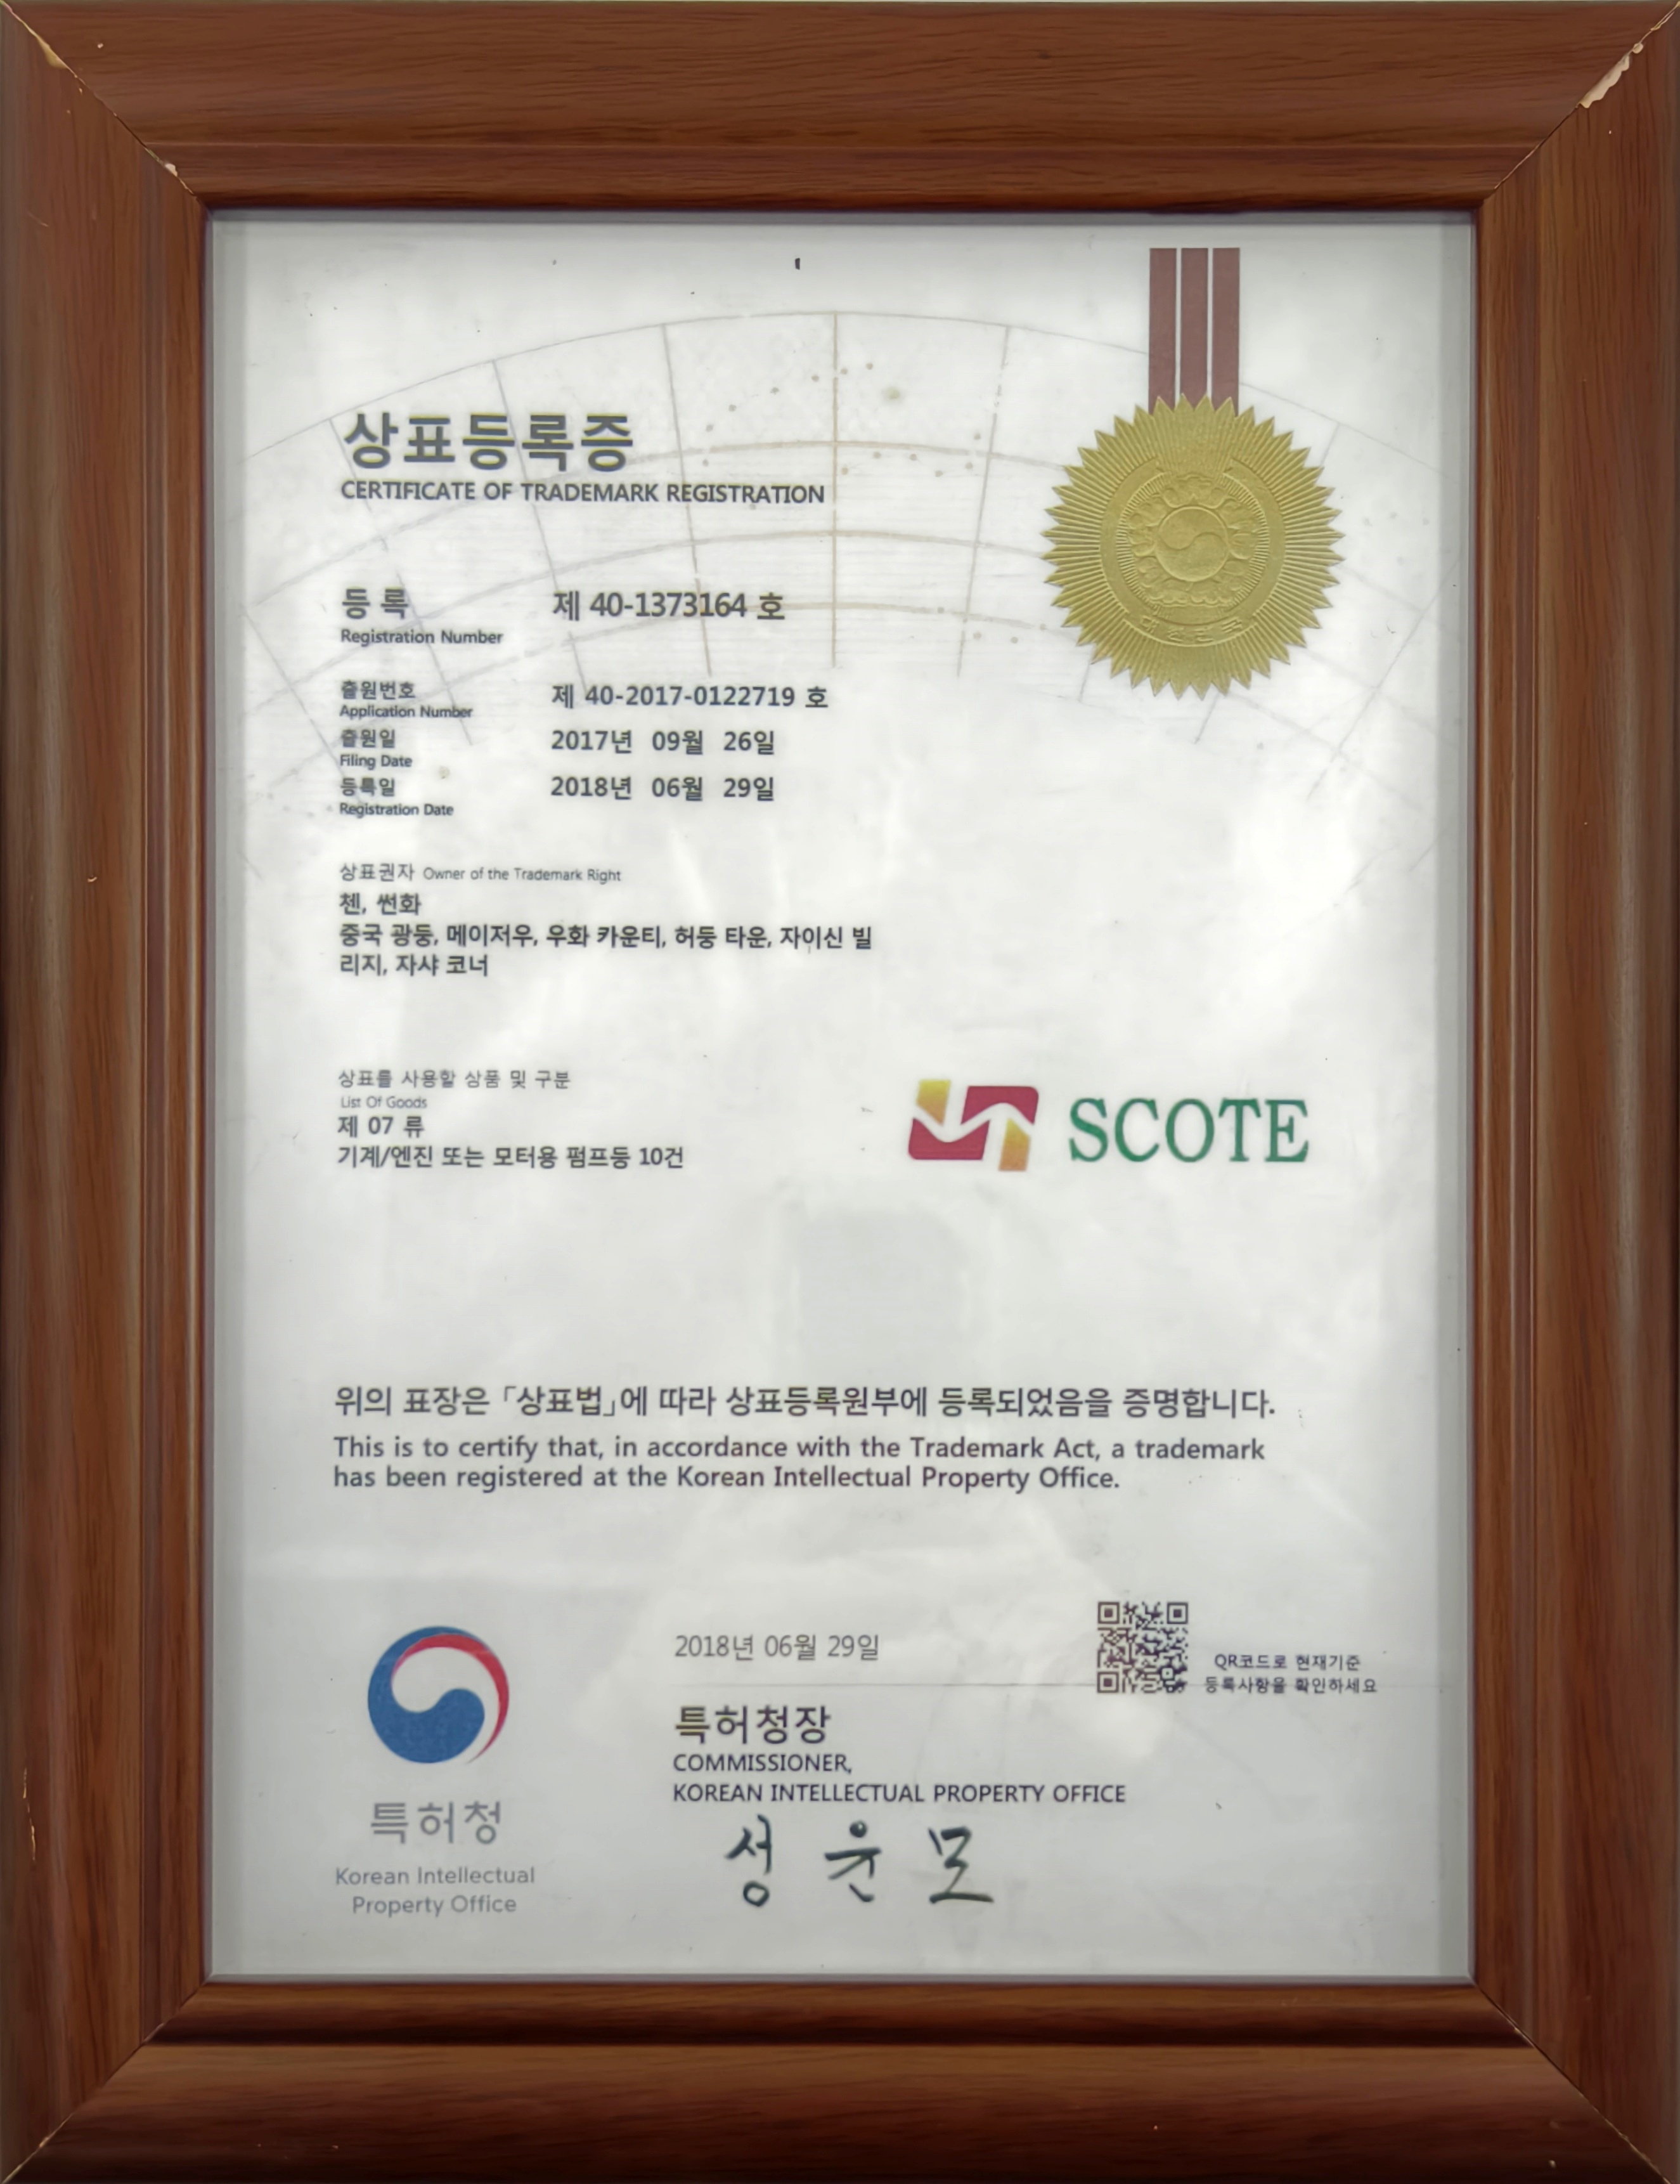 상표등록증
CERTIFICATE OF TRADEMARK REGISTRATION
대한민국
등록 제 40-1373164 호
Registration Number
출원번호 제 40-2017-0122719 호
Application Number
출원일 2017년 09월 26일
Filing Date
등록일 2018년 06월 29일
Registration Date
상표권자 Owner of the Trademark Right
첸, 썬화
중국 광둥, 메이저우, 우화 카운티, 허둥 타운, 자이신 빌
리지, 자샤 코너
상표를 사용할 상품 및 구분
List Of Goods
제 07 류
기계/엔진 또는 모터용 펌프등 10건
SCOTE
위의 표장은 「상표법」에 따라 상표등록원부에 등록되었음을 증명합니다.
This is to certify that, in accordance with the Trademark Act, a trademark
has been registered at the Korean Intellectual Property Office.
2018년 06월 29일
QR코드로 현재기준
등록사항을 확인하세요
특허청장
COMMISSIONER,
KOREAN INTELLECTUAL PROPERTY OFFICE
성윤모
특허청
Korean Intellectual
Property Office